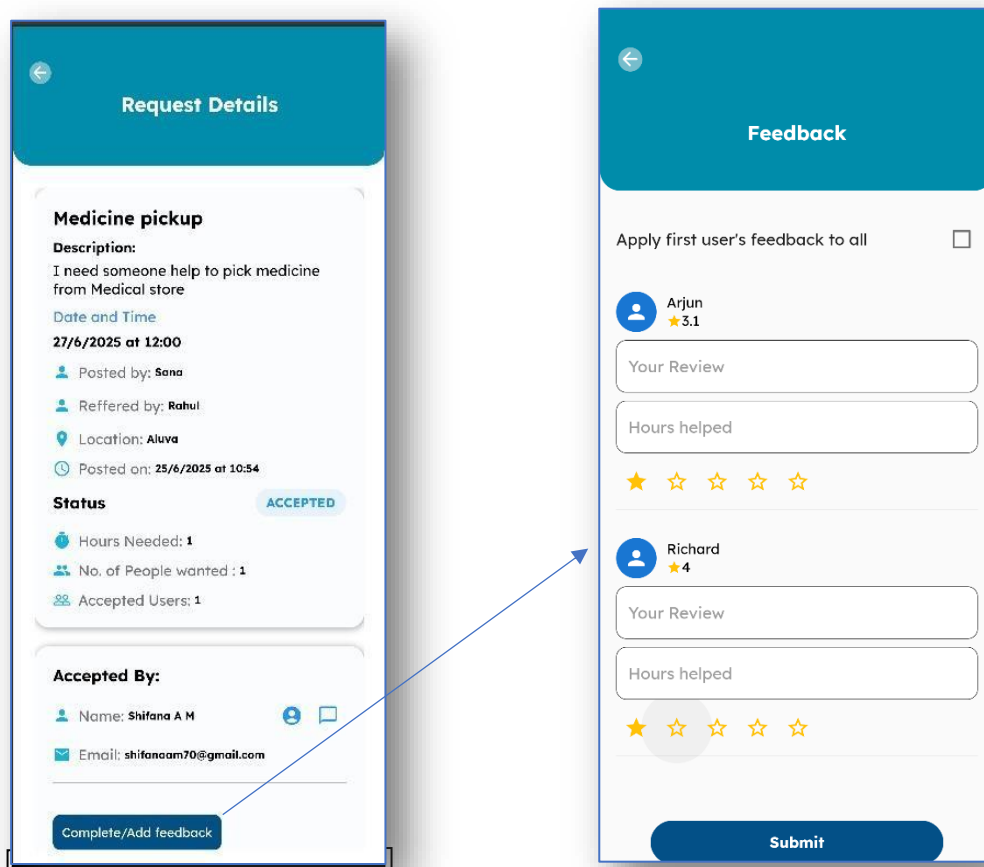 Request Details
Medicine pickup
Description:
I need someone help to pick medicine
from Medical store
Date and Time
27/6/2025 at 12:00
Posted by: Sana
Reffered by: Rahul
Location: Aluva
Posted on: 25/6/2025 at 10:54
Status
ACCEPTED
Hours Needed: 1
No. of People wanted : 1
Accepted Users: 1
Accepted By:
Name: Shifana A M
Email: shifanaam70@gmail.com
Complete/Add feedback
Feedback
Apply first user's feedback to all
Arjun
3.1
Your Review
Hours helped
Richard
4
Your Review
Hours helped
Submit